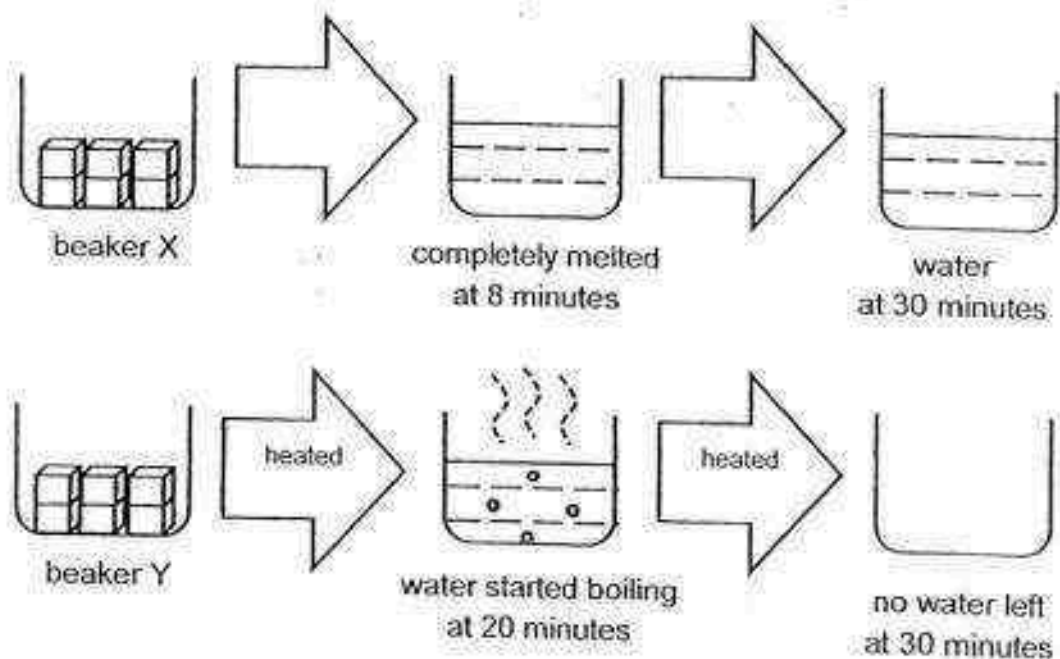 beaker X
completely melted
at 8 minutes
water
at 30 minutes
heated
heated
beaker Y
water started boiling
at 20 minutes
no water left
at 30 minutes